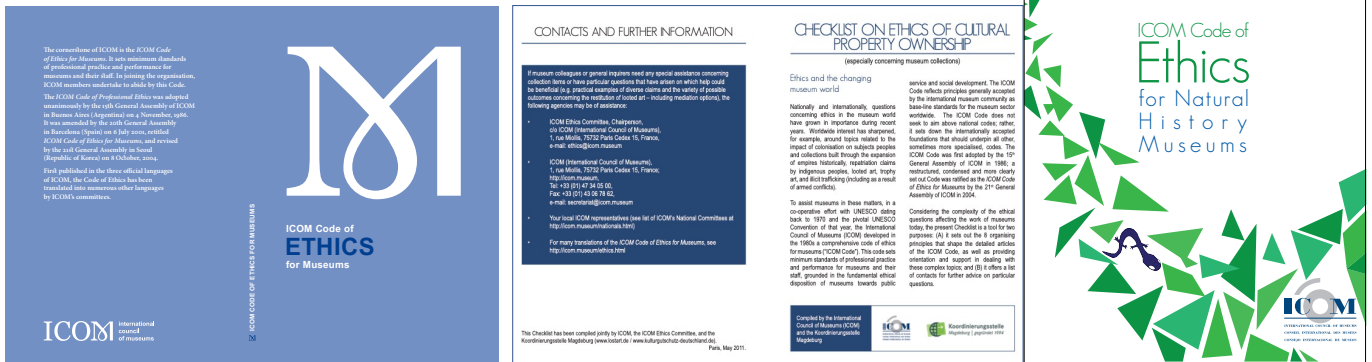 The cornerstone of ICOM is the ICOM Code
of Ethics for Museums. It sets minimum standards
of professional practice and performance for
museums and their staff. In joining the organisation,
ICOM members undertake to abide by this Code.
The ICOM Code of Professional Ethics was adopted
unanimously by the 15th General Assembly of ICOM
in Buenos Aires (Argentina) on 4 November, 1986.
It was amended by the 20th General Assembly
in Barcelona (Spain) on 6 July 2001, retitled
ICOM Code of Ethics for Museums, and revised
by the 21st General Assembly in Seoul
(Republic of Korea) on 8 October, 2004.
First published in the three official languages
of ICOM, the Code of Ethics has been
translated into numerous other languages
by ICOM's committees.
ICOM international
council
of museums
ICOM CODE OF ETHICS FOR MUSEUMS
M
ICOM Code of
ETHICS
for Museums
CONTACTS AND FURTHER INFORMATION
If museum colleagues or general inquirers need any special assistance concerning
collection items or have particular questions that have arisen on which help could
be beneficial (e.g. practical examples of diverse claims and the variety of possible
outcomes concerning the restitution of looted art – including mediation options), the
following agencies may be of assistance:
• ICOM Ethics Committee, Chairperson,
c/o ICOM (International Council of Museums),
1, rue Miollis, 75732 Paris Cedex 15, France,
e-mail: ethics@icom.museum
• ICOM (International Council of Museums),
1, rue Miollis, 75732 Paris Cedex 15, France;
http://icom.museum,
Tel: +33 (01) 47 34 05 00,
Fax: +33 (01) 43 06 78 62,
e-mail: secretariat@icom.museum
• Your local ICOM representatives (see list of ICOM's National Committees at
http://icom.museum/nationals.html)
• For many translations of the ICOM Code of Ethics for Museums, see
http://icom.museum/ethics.html
This Checklist has been compiled jointly by ICOM, the ICOM Ethics Committee, and the
Koordinierungsstelle Magdeburg (www.lostart.de / www.kulturgutschutz-deutschland.de).
Paris, May 2011.
CHECKLIST ON ETHICS OF CULTURAL
PROPERTY OWNERSHIP
(especially concerning museum collections)
Ethics and the changing
museum world
Nationally and internationally, questions
concerning ethics in the museum world
have grown in importance during recent
years. Worldwide interest has sharpened,
for example, around topics related to the
impact of colonisation on subjects peoples
and collections built through the expansion
of empires historically, repatriation claims
by indigenous peoples, looted art, trophy
art, and illicit trafficking (including as a result
of armed conflicts).
To assist museums in these matters, in a
co-operative effort with UNESCO dating
back to 1970 and the pivotal UNESCO
Convention of that year, the International
Council of Museums (ICOM) developed in
the 1980s a comprehensive code of ethics
for museums ("ICOM Code"). This code sets
minimum standards of professional practice
and performance for museums and their
staff, grounded in the fundamental ethical
disposition of museums towards public
service and social development. The ICOM
Code reflects principles generally accepted
by the international museum community as
base-line standards for the museum sector
worldwide. The ICOM Code does not
seek to aim above national codes; rather,
it sets down the internationally accepted
foundations that should underpin all other,
sometimes more specialised, codes. The
ICOM Code was first adopted by the 15th
General Assembly of ICOM in 1986; a
restructured, condensed and more clearly
set out Code was ratified as the ICOM Code
of Ethics for Museums by the 21st General
Assembly of ICOM in 2004.
Considering the complexity of the ethical
questions affecting the work of museums
today, the present Checklist is a tool for two
purposes: (A) it sets out the 8 organising
principles that shape the detailed articles
of the ICOM Code, as well as providing
orientation and support in dealing with
these complex topics; and (B) it offers a list
of contacts for further advice on particular
questions.
Compiled by the International
Council of Museums (ICOM)
and the Koordinierungsstelle
Magdeburg
ICOM
Koordinierungsstelle
Magdeburg | gegründet 1994
ICOM Code of
Ethics
for Natural
History
Museums
ICOM
INTERNATIONAL COUNCIL OF MUSEUMS
CONSEIL INTERNATIONAL DES MUSEES
CONSEJO INTERNACIONAL DE MUSEOS